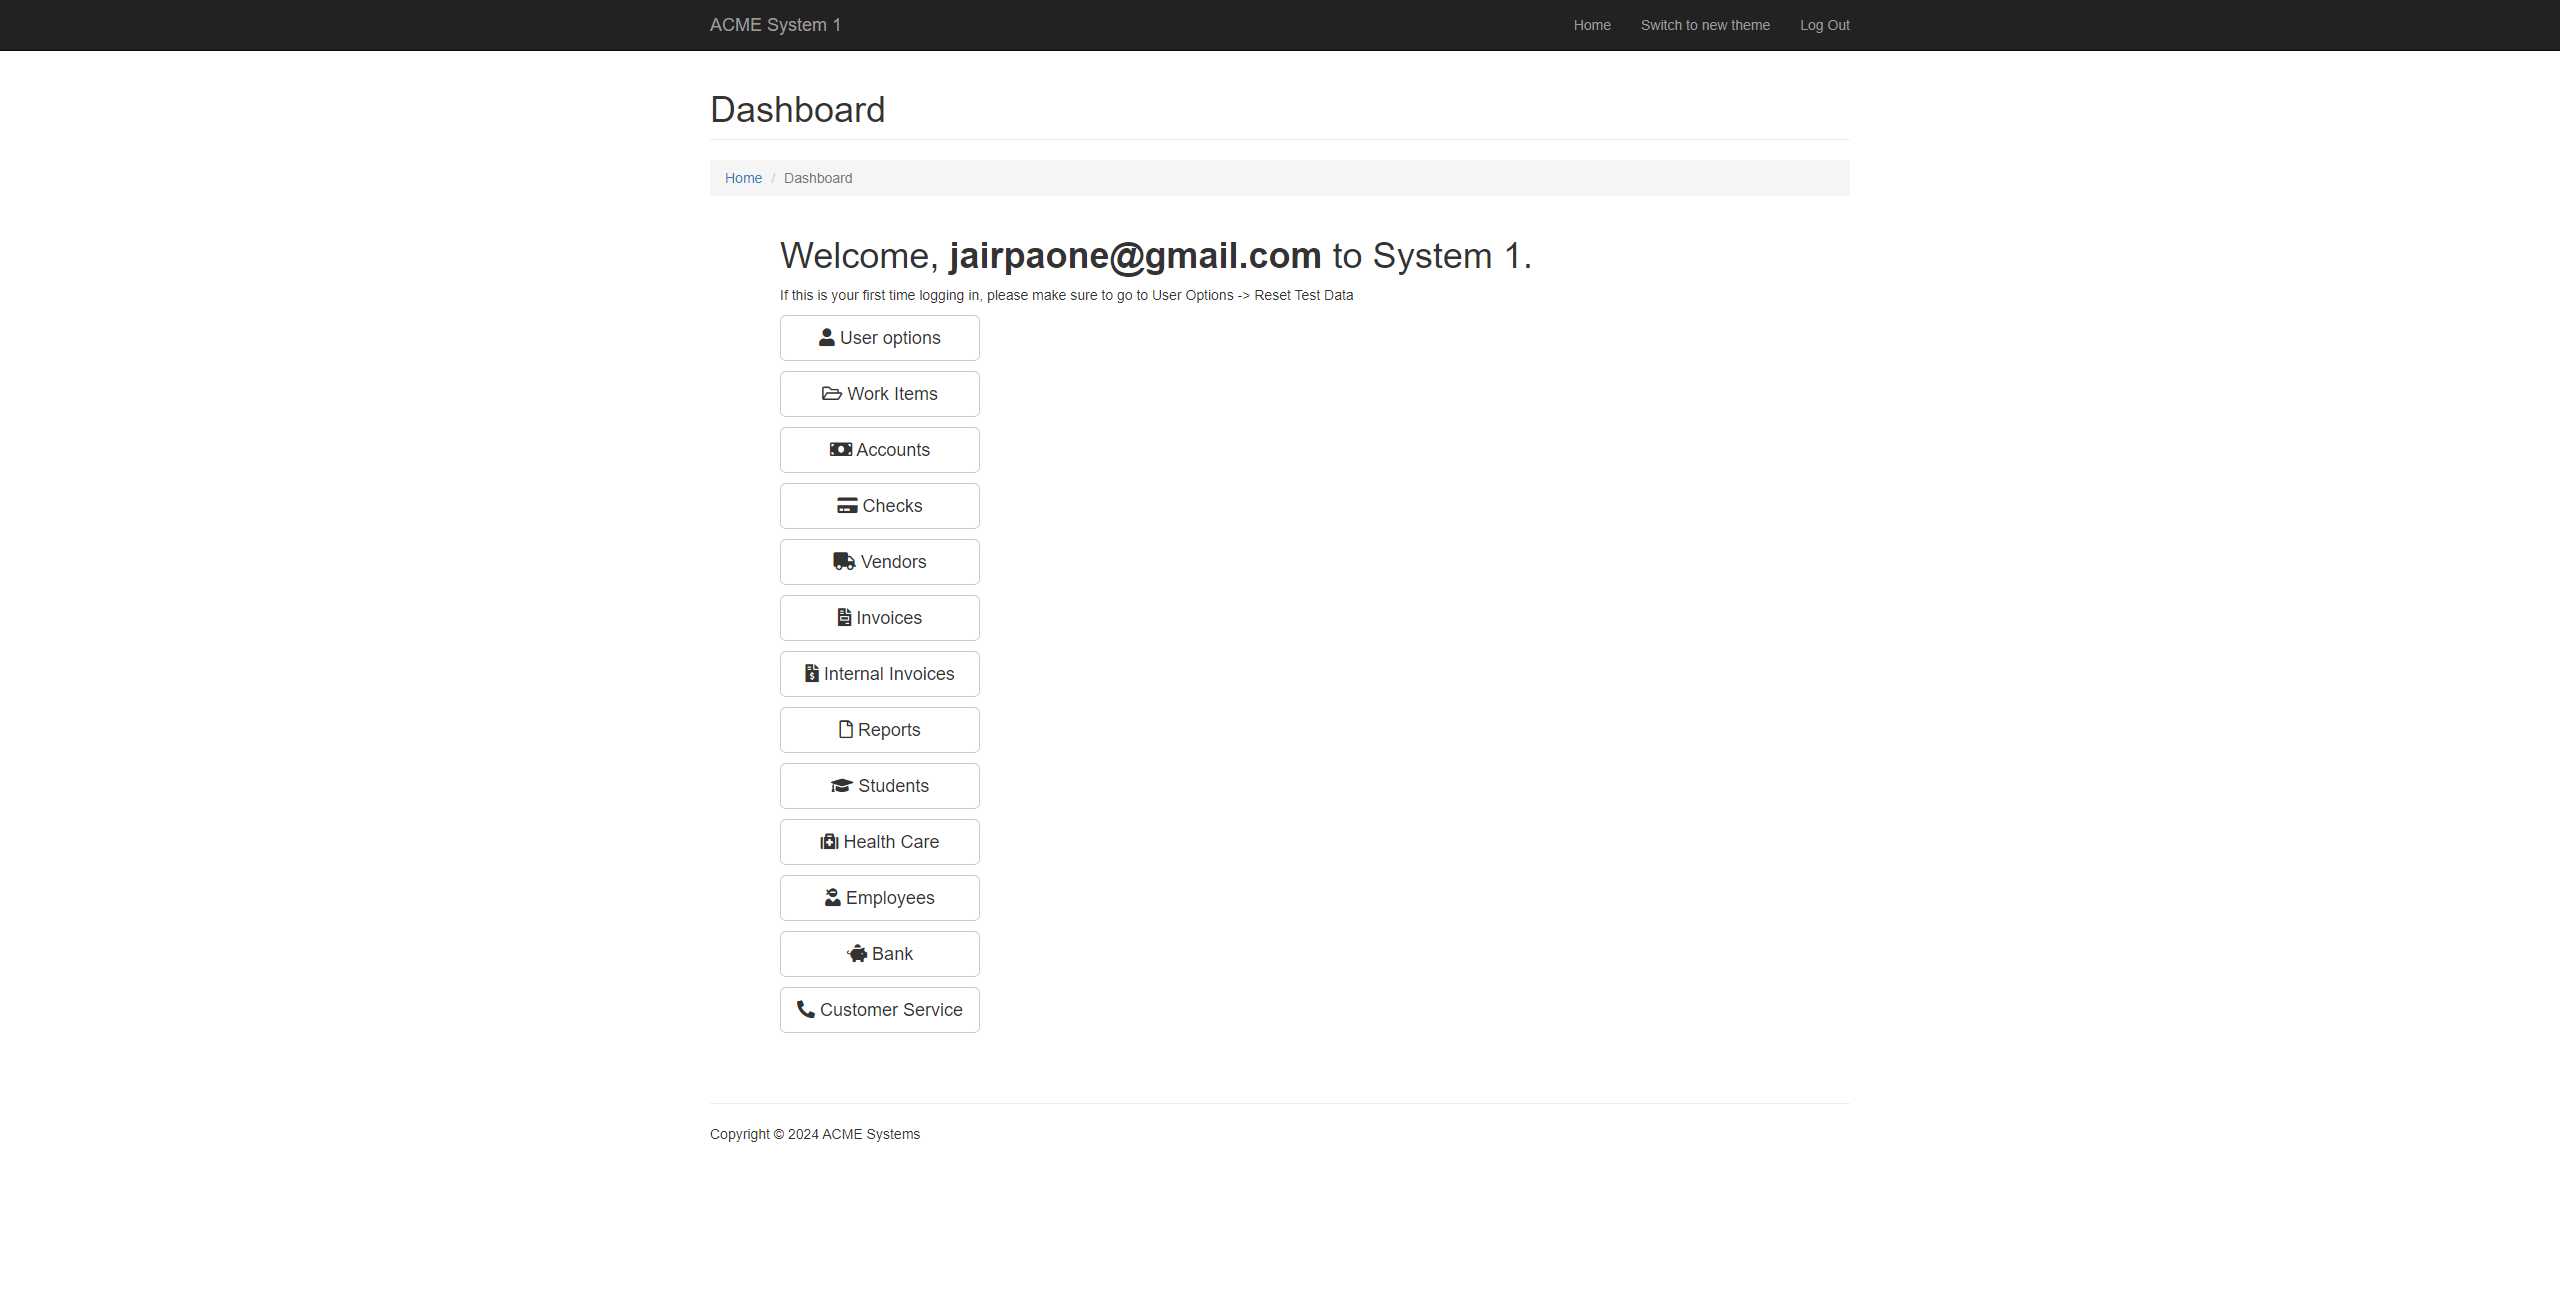 ACME System 1
Home
Switch to new theme
Log Out
Dashboard
Home / Dashboard
Welcome, jairpaone@gmail.com to System 1.
If this is your first time logging in, please make sure to go to User Options -> Reset Test Data
User options
Work Items
Accounts
Checks
Vendors
Invoices
Internal Invoices
Reports
Students
Health Care
Employees
Bank
Customer Service
Copyright © 2024 ACME Systems